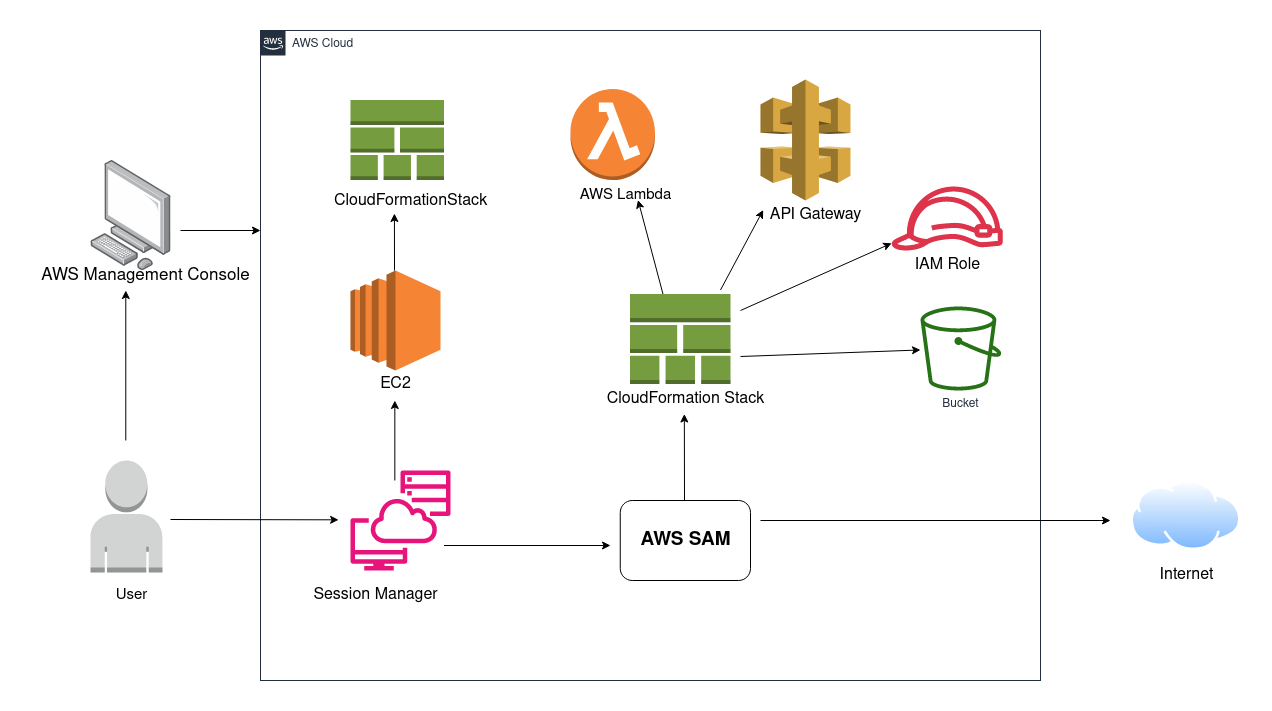 aws
AWS Cloud
CloudFormationStack
AWS Lambda
API Gateway
IAM Role
AWS Management Console
EC2
CloudFormation Stack
Bucket
AWS SAM
User
Session Manager
Internet